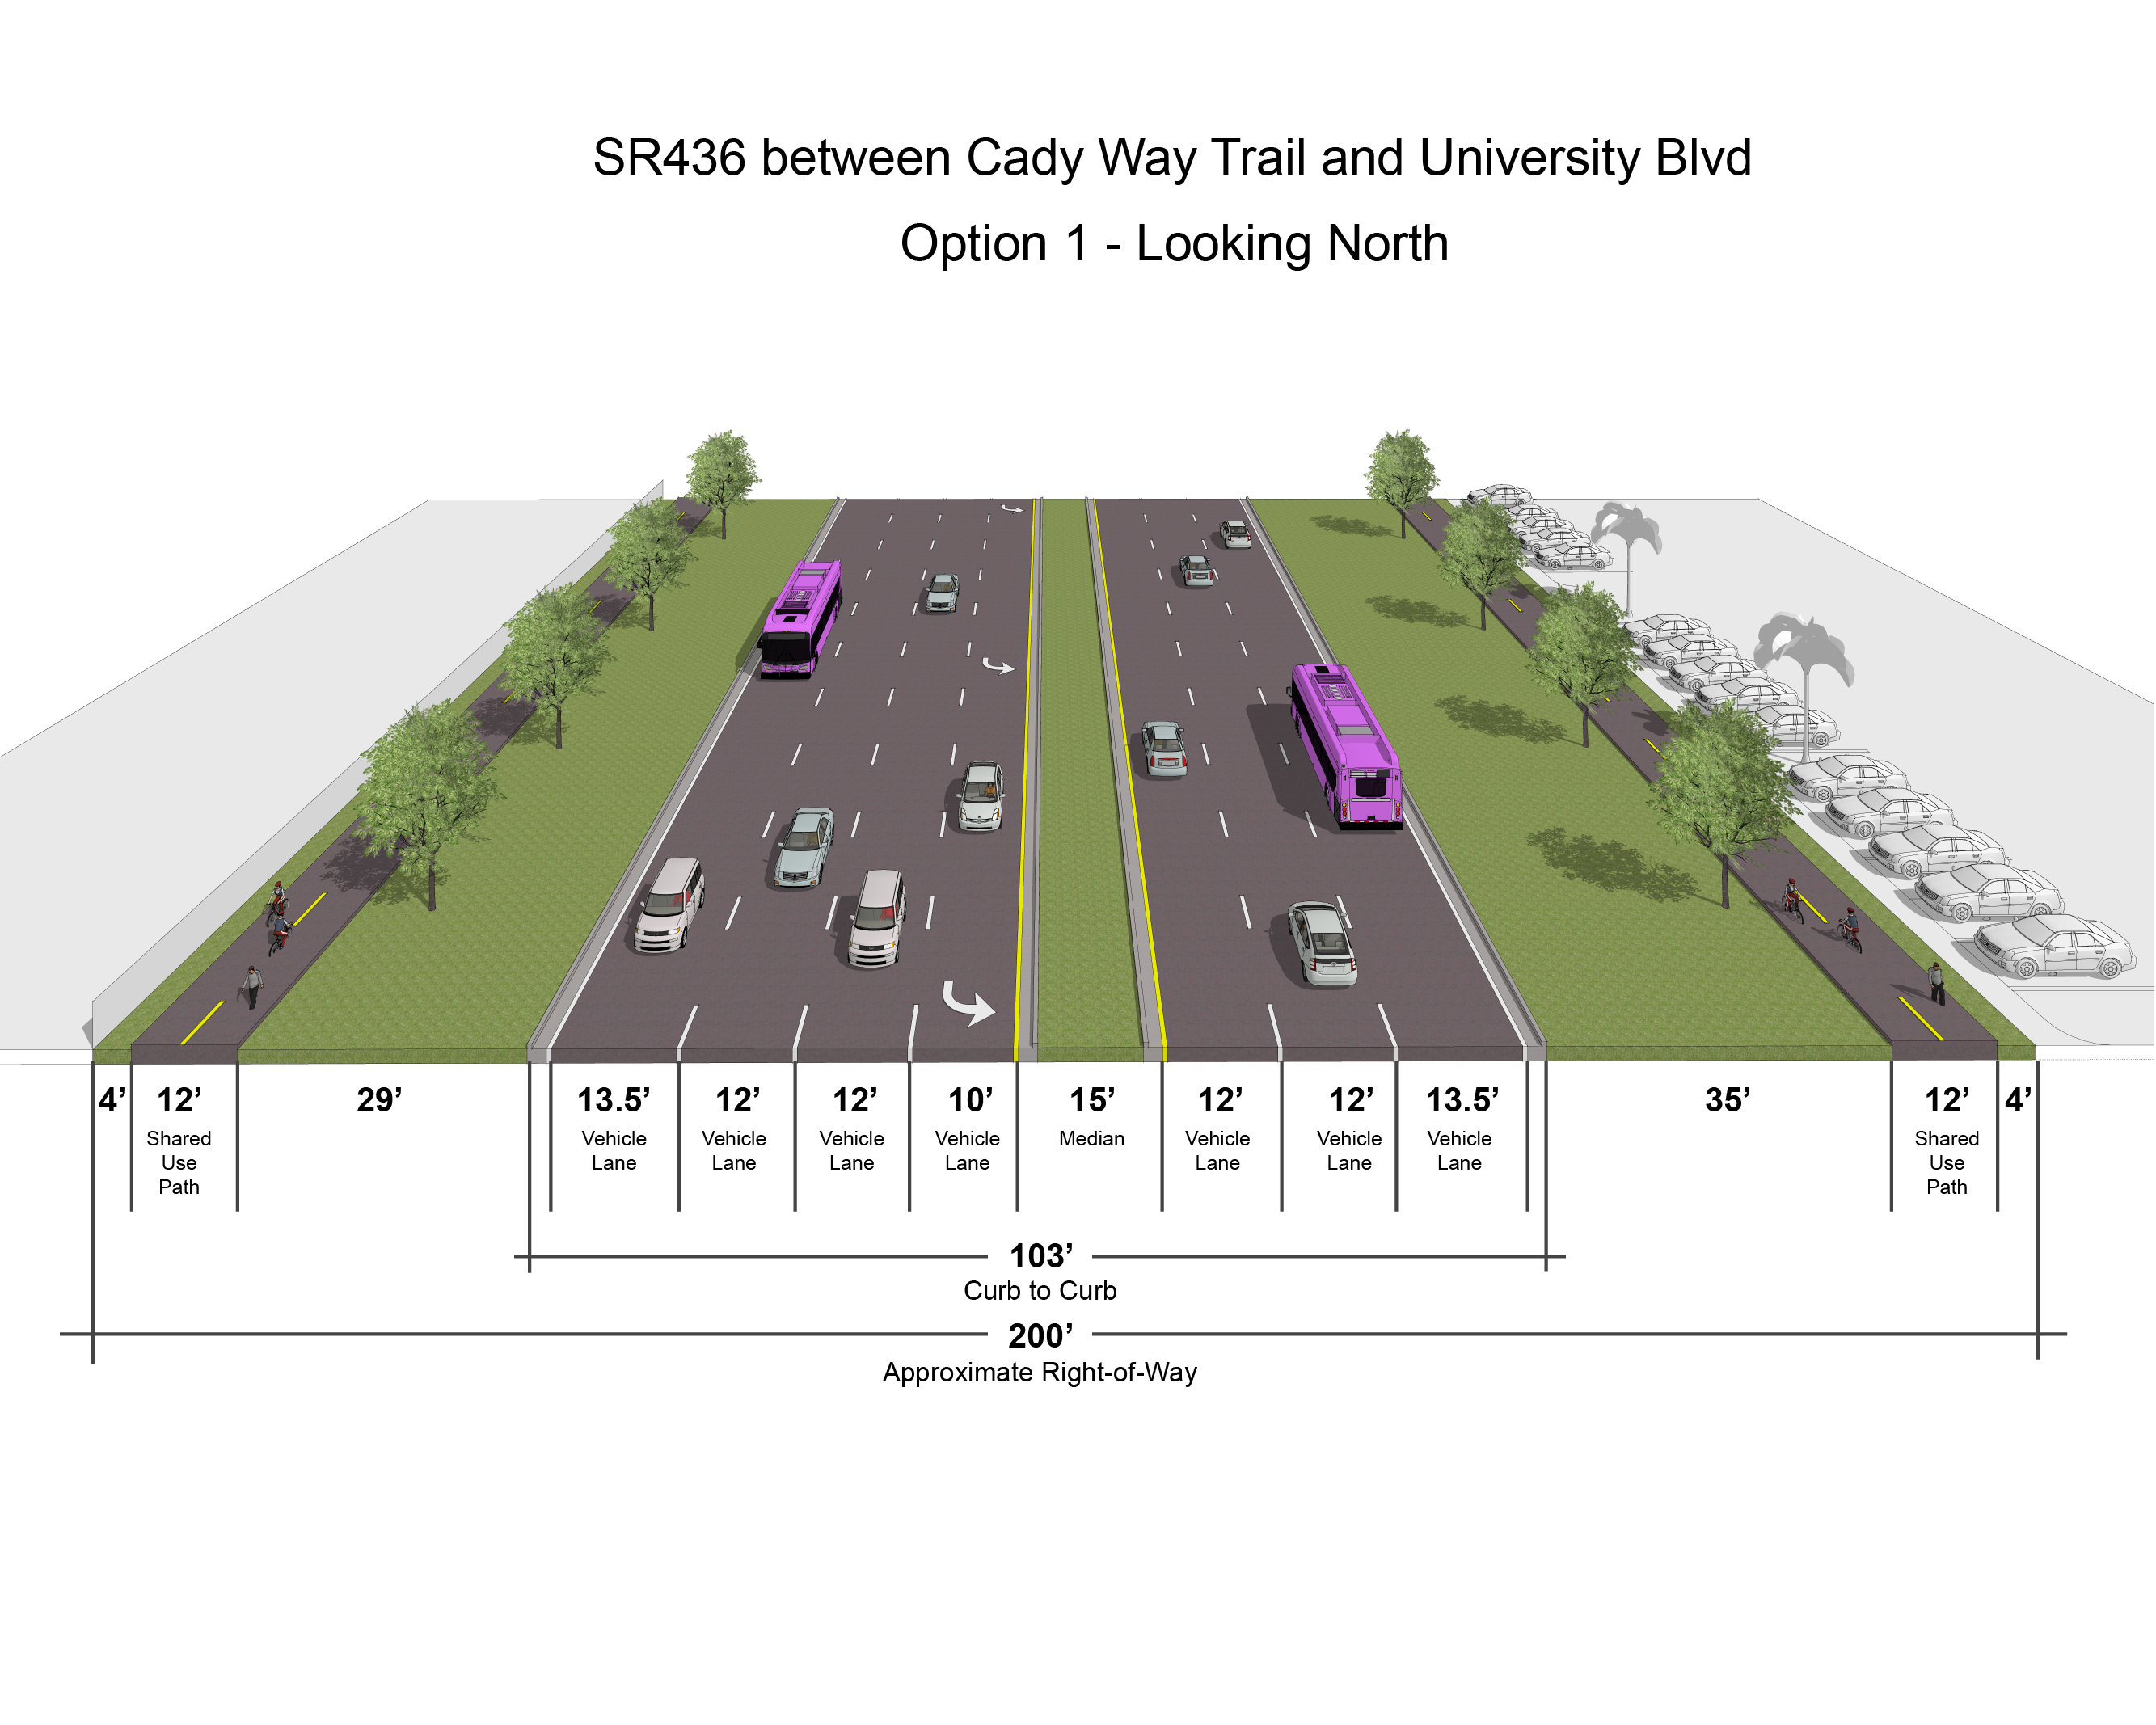 SR436 between Cady Way Trail and University Blvd
Option 1 - Looking North
4’ 12’ 29’ 13.5’ 12’ 12’ 10’ 15’ 12’ 12’ 13.5’ 35’ 12’ 4’
Shared Use Path
Vehicle Lane
Vehicle Lane
Vehicle Lane
Vehicle Lane
Median
Vehicle Lane
Vehicle Lane
Vehicle Lane
Shared Use Path
103’
Curb to Curb
200’
Approximate Right-of-Way